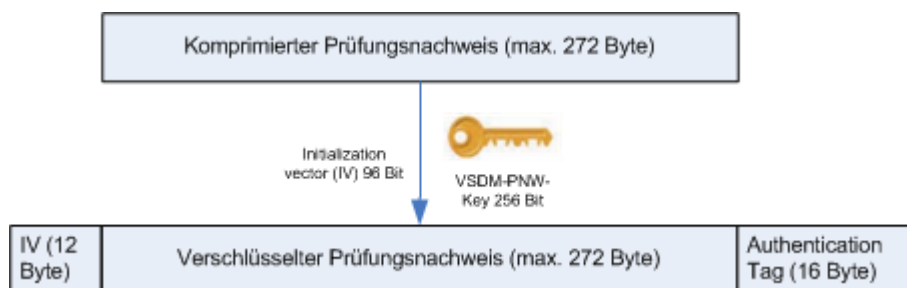 Komprimierter Prüfungsnachweis (max. 272 Byte)
Initialization
vector (IV) 96 Bit
VSDM-PNW-
Key 256 Bit
IV (12
Byte)
Verschlüsselter Prüfungsnachweis (max. 272 Byte)
Authentication
Tag (16 Byte)